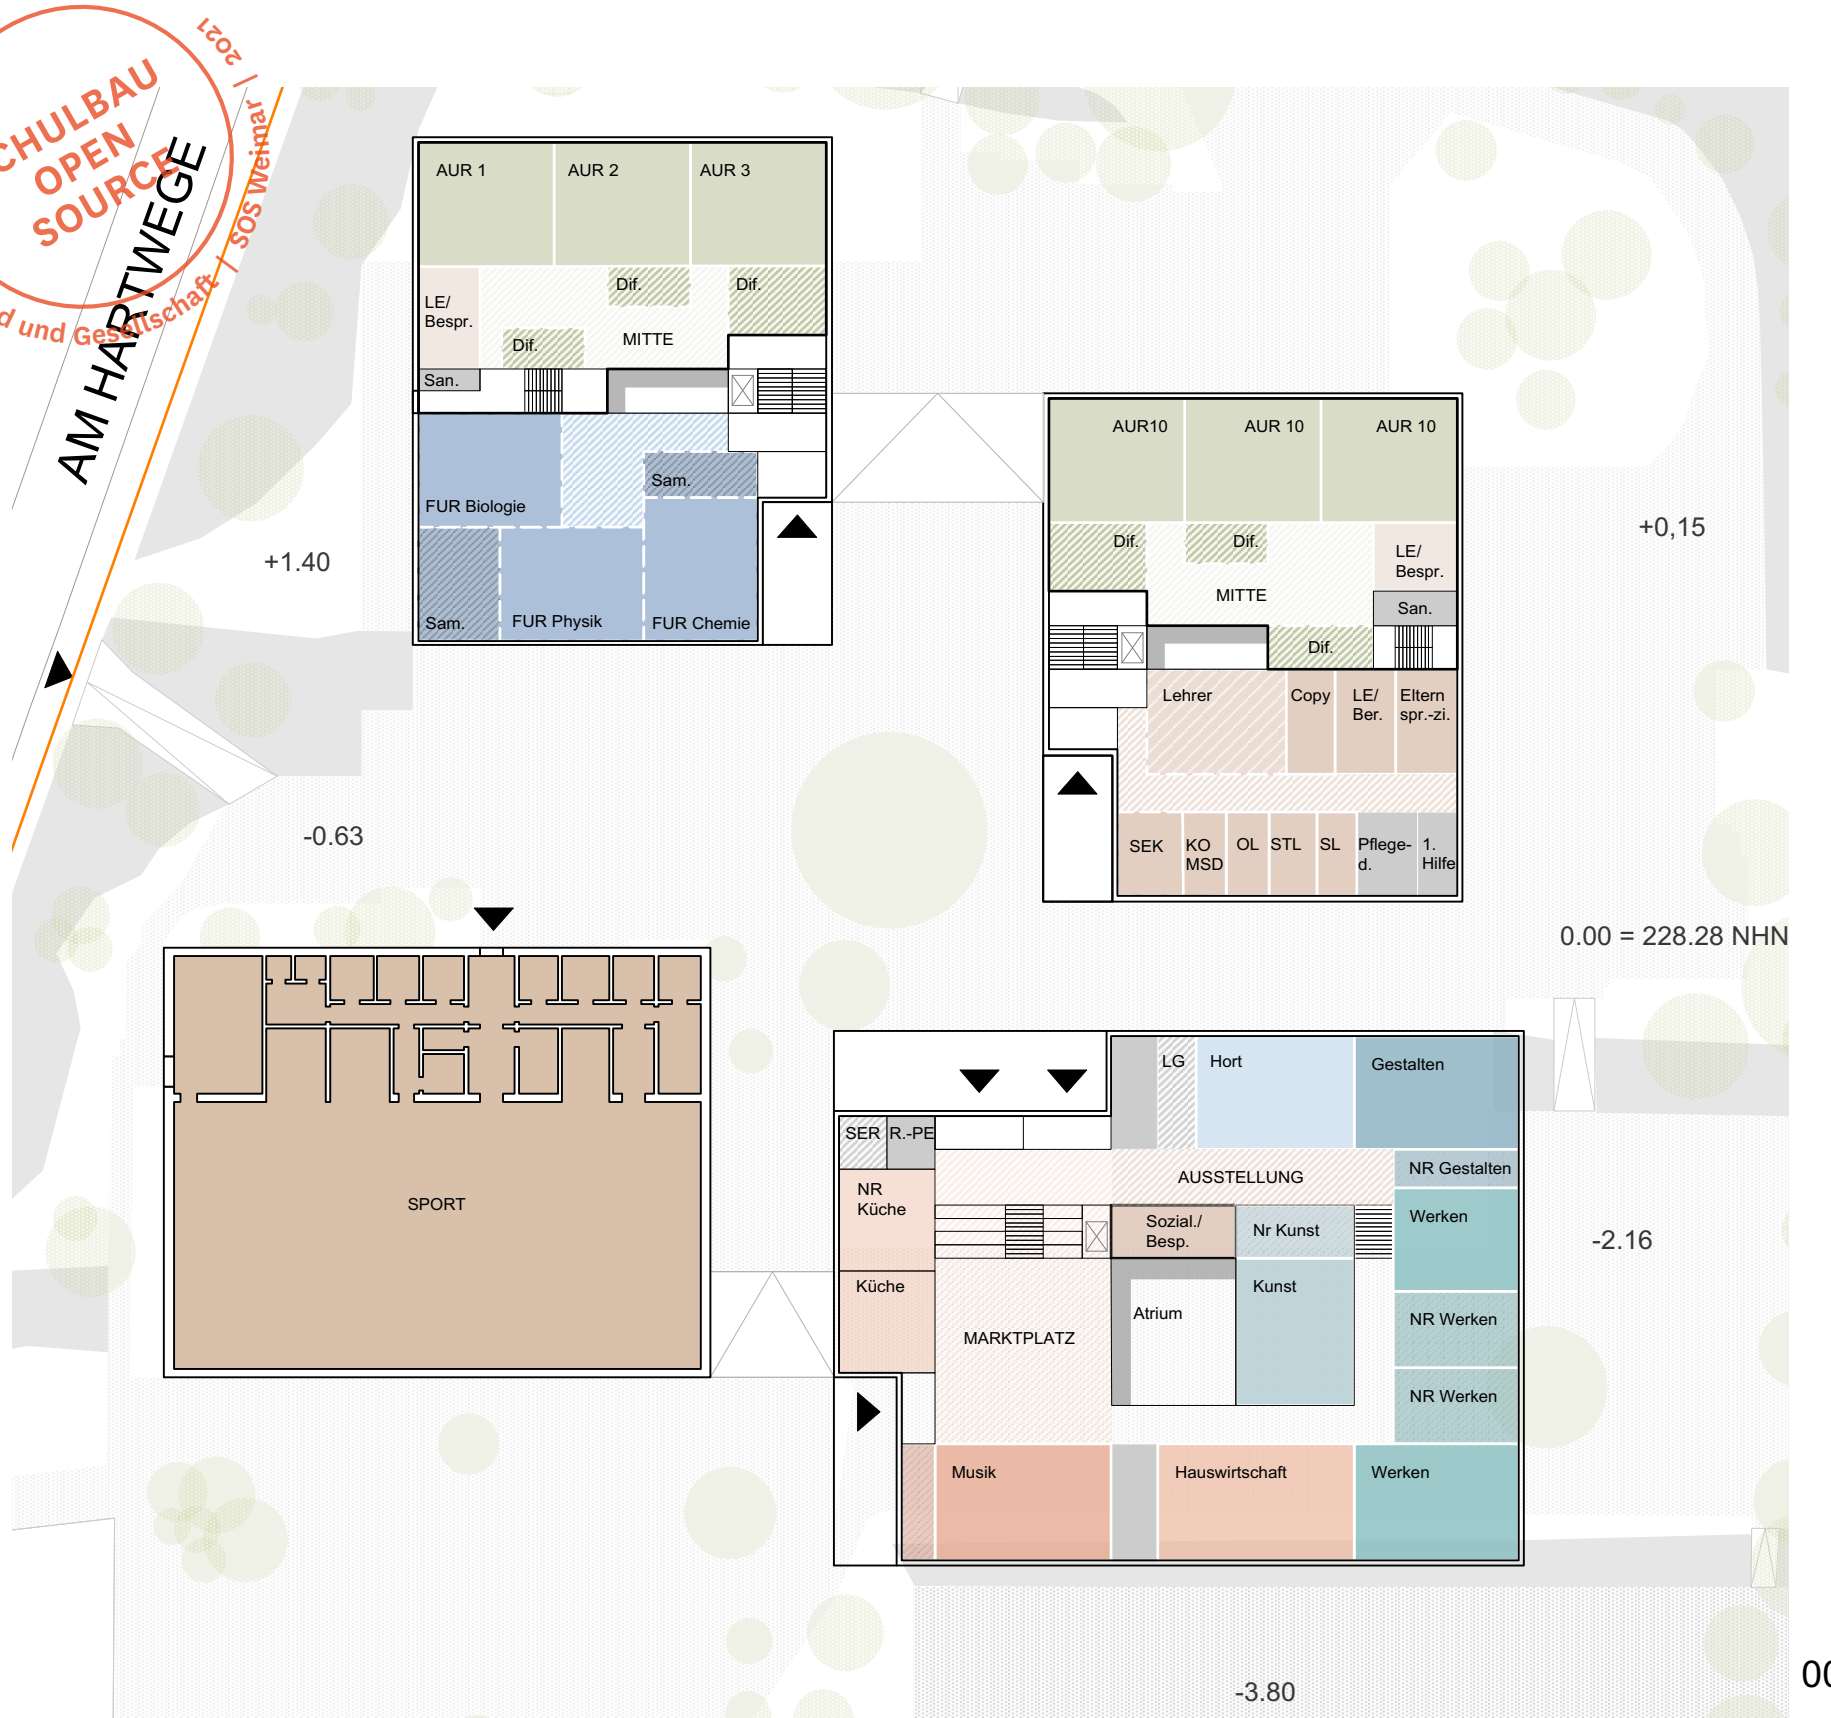 CHULBAU
OPEN
SOURCE
d und Gesellschaft | SOS Weimar | 2021
AM HARTWEGE
AUR 1
AUR 2
AUR 3
LE/
Bespr.
Dif.
Dif.
Dif.
MITTE
San.
Sam.
FUR Biologie
Sam.
FUR Physik
FUR Chemie
+1.40
-0.63
AUR10
AUR 10
AUR 10
Dif.
Dif.
LE/
Bespr.
MITTE
San.
Dif.
Lehrer
Copy
LE/
Ber.
Eltern
spr.-zi.
SEK
KO
MSD
OL
STL
SL
Pflege-
d.
1.
Hilfe
+0,15
0.00 = 228.28 NHN
SPORT
LG
Hort
Gestalten
SER
R.-PE
AUSSTELLUNG
NR Gestalten
NR
Küche
Sozial./
Besp.
Nr Kunst
Werken
Küche
Kunst
Atrium
MARKTPLATZ
NR Werken
NR Werken
Musik
Hauswirtschaft
Werken
-2.16
-3.80
00